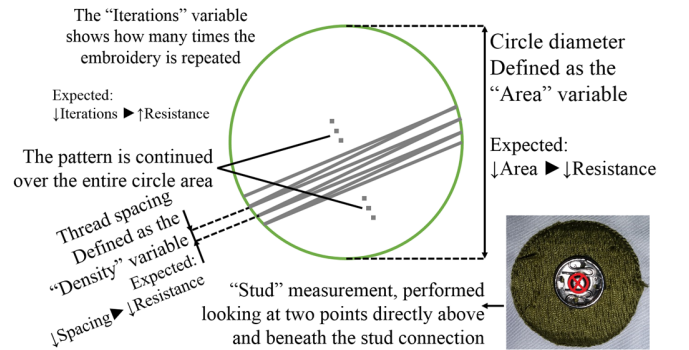 The “Iterations” variable
shows how many times the
embroidery is repeated
Expected:
↓Iterations ► ↑Resistance
The pattern is continued
over the entire circle area
Thread spacing
Defined as the
“Density” variable
Expected:
↓Spacing ► ↓Resistance
Circle diameter
Defined as the
“Area” variable
Expected:
↓Area ► ↓Resistance
“Stud” measurement, performed
looking at two points directly above
and beneath the stud connection